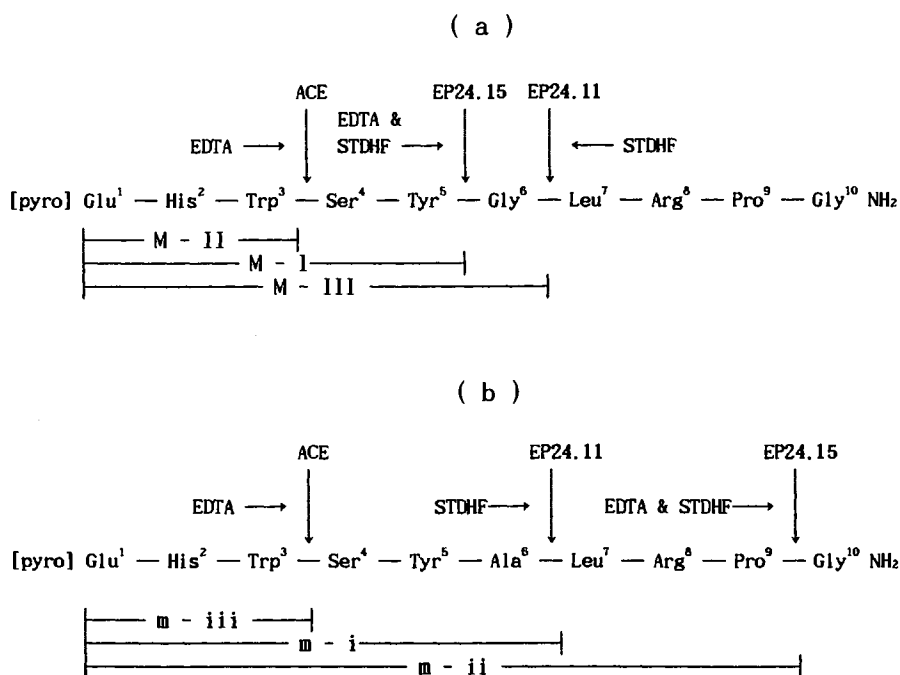 ( a )
ACE EP24.15 EP24.11
EDTA &
EDTA → STDHF → ← STDHF
[pyro] Glu¹ — His² — Trp³ — Ser⁴ — Tyr⁵ — Gly⁶ — Leu⁷ — Arg⁸ — Pro⁹ — Gly¹⁰ NH₂
M - II
M - I
M - III
( b )
ACE EP24.11 EP24.15
EDTA → STDHF→ EDTA & STDHF→
[pyro] Glu¹ — His² — Trp³ — Ser⁴ — Tyr⁵ — Ala⁶ — Leu⁷ — Arg⁸ — Pro⁹ — Gly¹⁰ NH₂
m - iii
m - i
m - ii